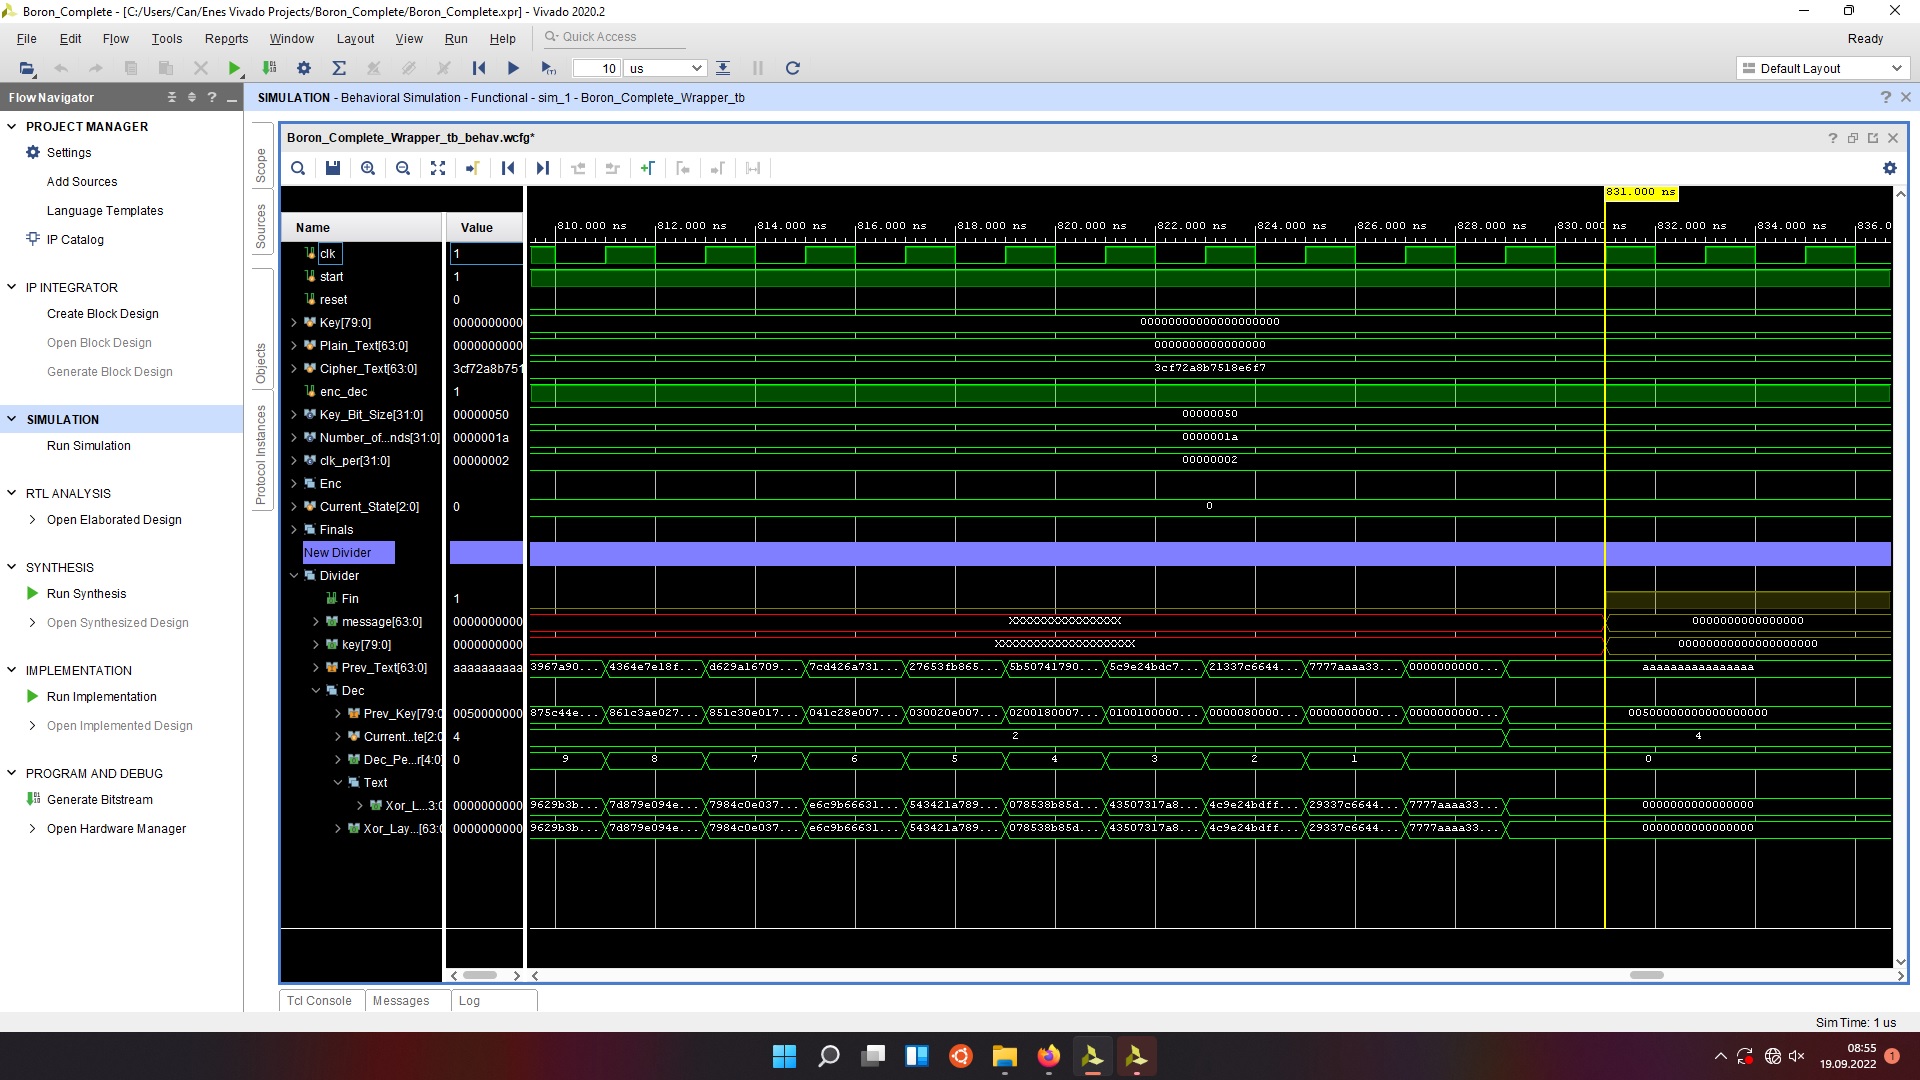 Boron_Complete - [C:/Users/Can/Enes Vivado Projects/Boron_Complete/Boron_Complete.xpr] - Vivado 2020.2
File Edit Flow Tools Reports Window Layout View Run Help Quick Access Ready
10 us Default Layout
Flow Navigator
SIMULATION - Behavioral Simulation - Functional - sim_1 - Boron_Complete_Wrapper_tb
PROJECT MANAGER
Settings
Add Sources
Language Templates
IP Catalog
IP INTEGRATOR
Create Block Design
Open Block Design
Generate Block Design
SIMULATION
Run Simulation
RTL ANALYSIS
Open Elaborated Design
SYNTHESIS
Run Synthesis
Open Synthesized Design
IMPLEMENTATION
Run Implementation
Open Implemented Design
PROGRAM AND DEBUG
Generate Bitstream
Open Hardware Manager
Scope
Sources
Objects
Protocol Instances
Boron_Complete_Wrapper_tb_behav.wcfg*
831.000 ns
Name Value 810.000 ns 812.000 ns 814.000 ns 816.000 ns 818.000 ns 820.000 ns 822.000 ns 824.000 ns 826.000 ns 828.000 ns 830.000 ns 832.000 ns 834.000 ns 836.0
clk 1
start 1
reset 0
Key[79:0] 0000000000 00000000000000000000
Plain_Text[63:0] 0000000000 0000000000000000
Cipher_Text[63:0] 3cf72a8b751 3cf72a8b7518e6f7
enc_dec 1
Key_Bit_Size[31:0] 00000050 00000050
Number_of...nds[31:0] 0000001a 0000001a
clk_per[31:0] 00000002 00000002
Enc
Current_State[2:0] 0 0
Finals
New Divider
Divider
Fin 1
message[63:0] 0000000000 XXXXXXXXXXXXXXXX 0000000000000000
key[79:0] 0000000000 XXXXXXXXXXXXXXXXXXXX 00000000000000000000
Prev_Text[63:0] aaaaaaaaaa 3967a90... 4364e7e18f... d629a16709... 7cd426a731... 27653fb865... 5b50741790... 5c9e24bdc7... 21337c6644... 7777aaaa33... 0000000000... aaaaaaaaaaaaaaaa
Dec
Prev_Key[79:0 0050000000 875c44e... 861c3ae027... 851c30e017... 041c28e007... 030020e007... 0200180007... 0100100000... 0000080000... 0000000000... 0000000000... 00500000000000000000
Current...te[2:0 4 2 4
Dec_Pe...r[4:0] 0 9 8 7 6 5 4 3 2 1 0
Text
Xor_L...3:0 0000000000 9629b3b... 7d879e094e... 7984c0e037... e6c9b66631... 543421a789... 078538b85d... 43507317a8... 4c9e24bdff... 29337c6644... 7777aaaa33... 0000000000000000
Xor_Lay...[63:0 0000000000 9629b3b... 7d879e094e... 7984c0e037... e6c9b66631... 543421a789... 078538b85d... 43507317a8... 4c9e24bdff... 29337c6644... 7777aaaa33... 0000000000000000
Tcl Console Messages Log
Sim Time: 1 us
08:55
19.09.2022
1